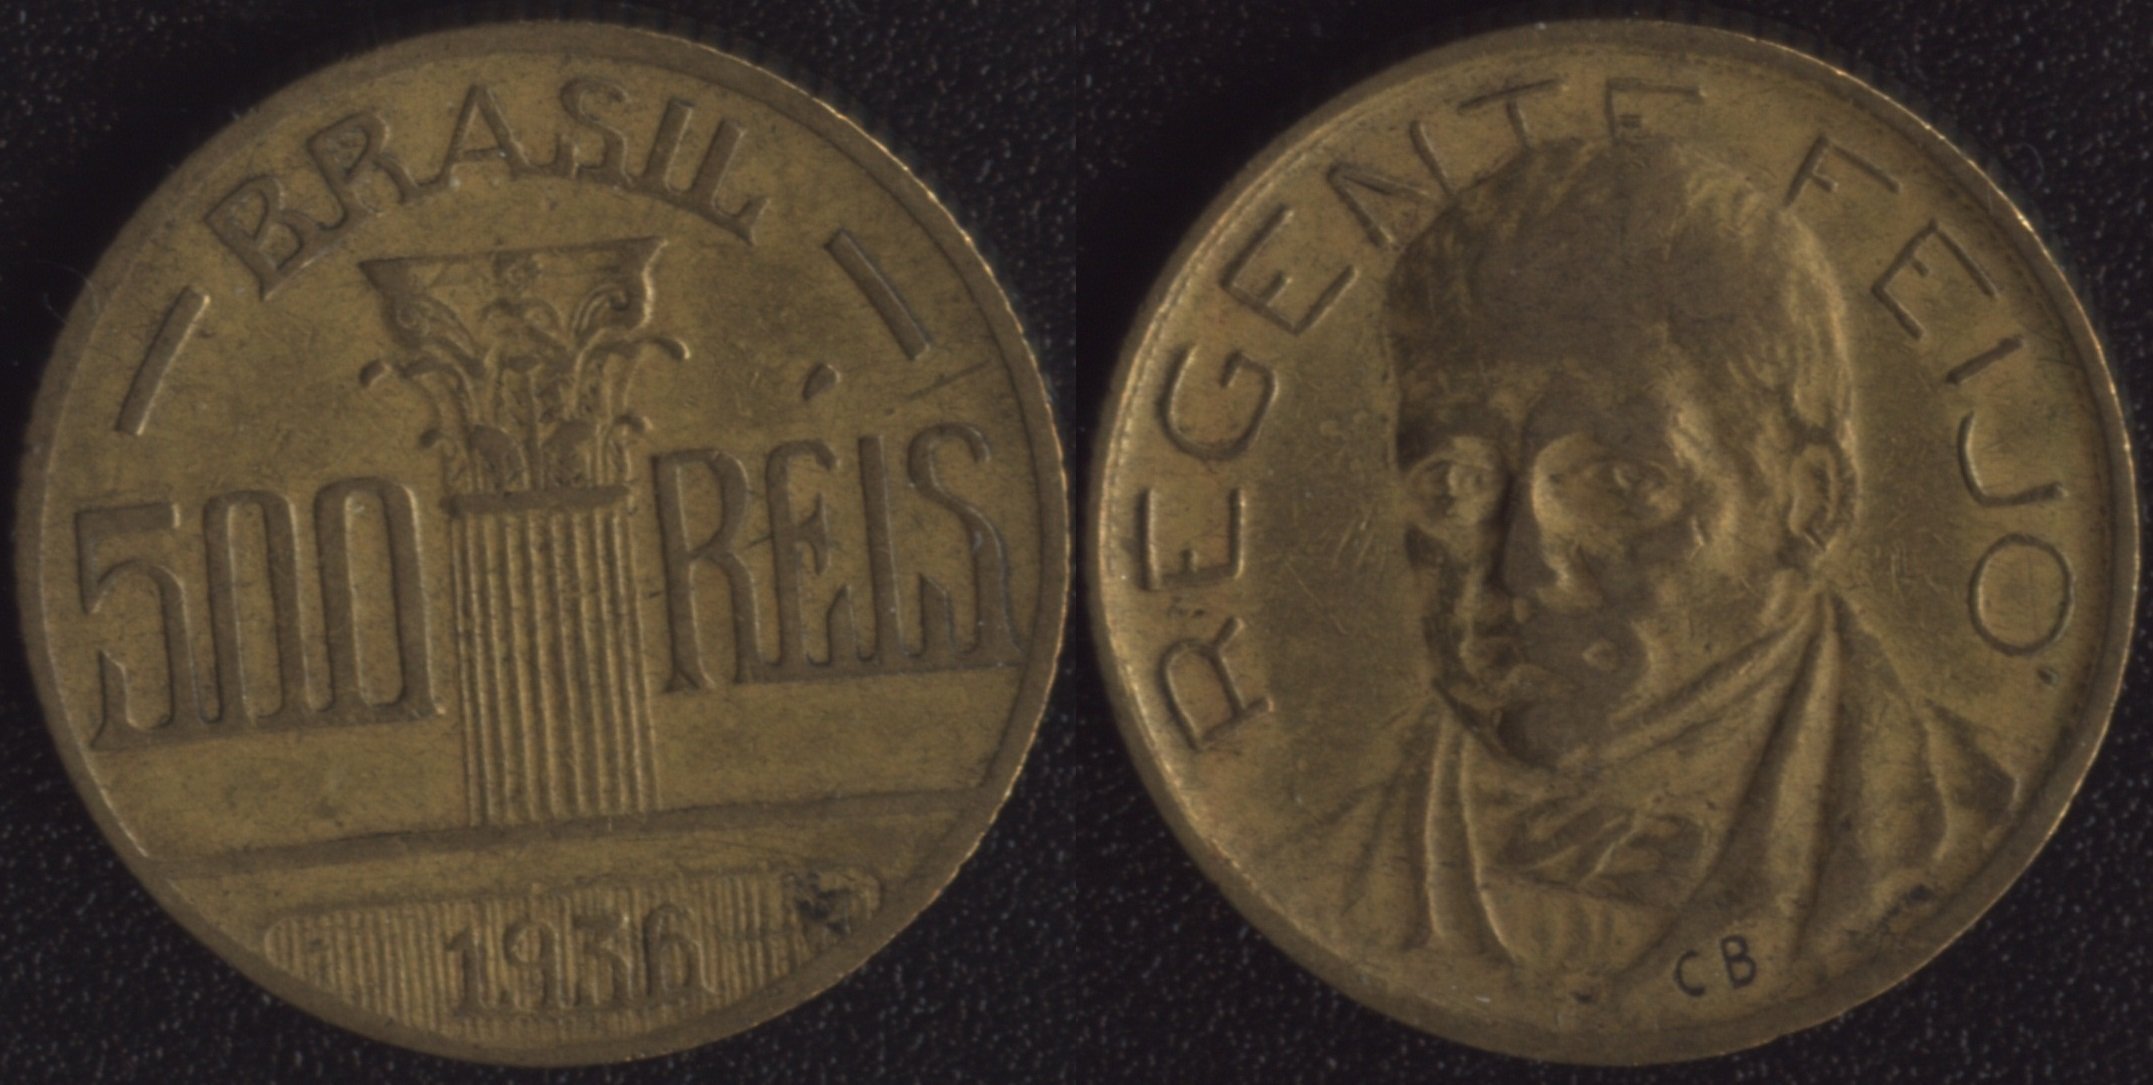 BRASIL
500 RÉIS
1936
REGENTE FEIJO
CB